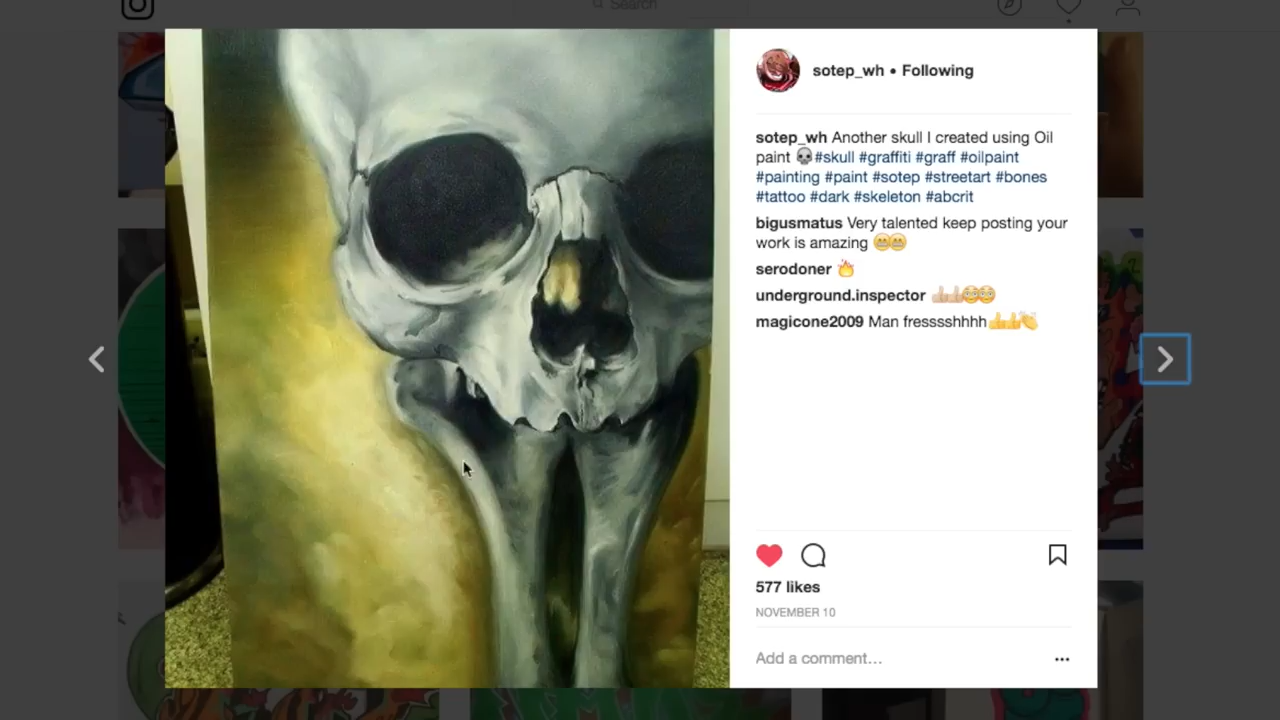 Search
sotep_wh • Following
sotep_wh Another skull I created using Oil
paint 💀#skull #graffiti #graff #oilpaint
#painting #paint #sotep #streetart #bones
#tattoo #dark #skeleton #abcrit
bigusmatus Very talented keep posting your
work is amazing 😁😁
serodoner 🔥
underground.inspector 👍🏼👍🏼😳😳
magicone2009 Man fresssshhhh👍👍👏
577 likes
NOVEMBER 10
Add a comment…